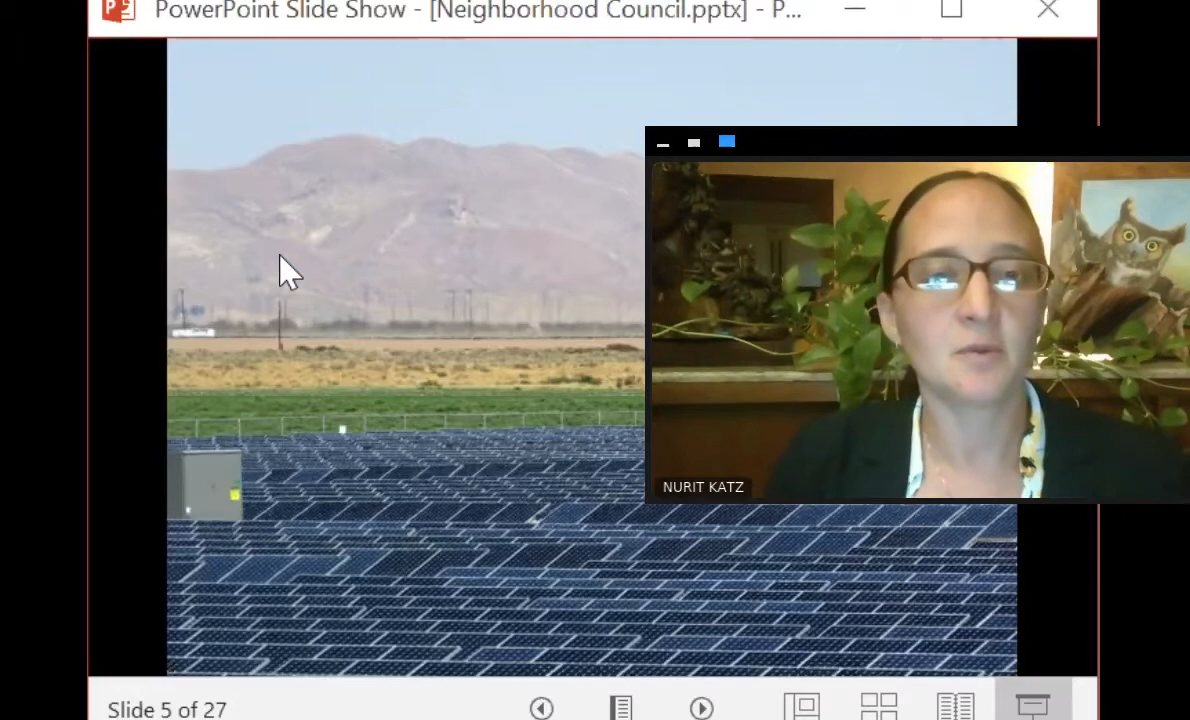 PowerPoint Slide Show - [Neighborhood Council.pptx] - P...
NURIT KATZ
Slide 5 of 27